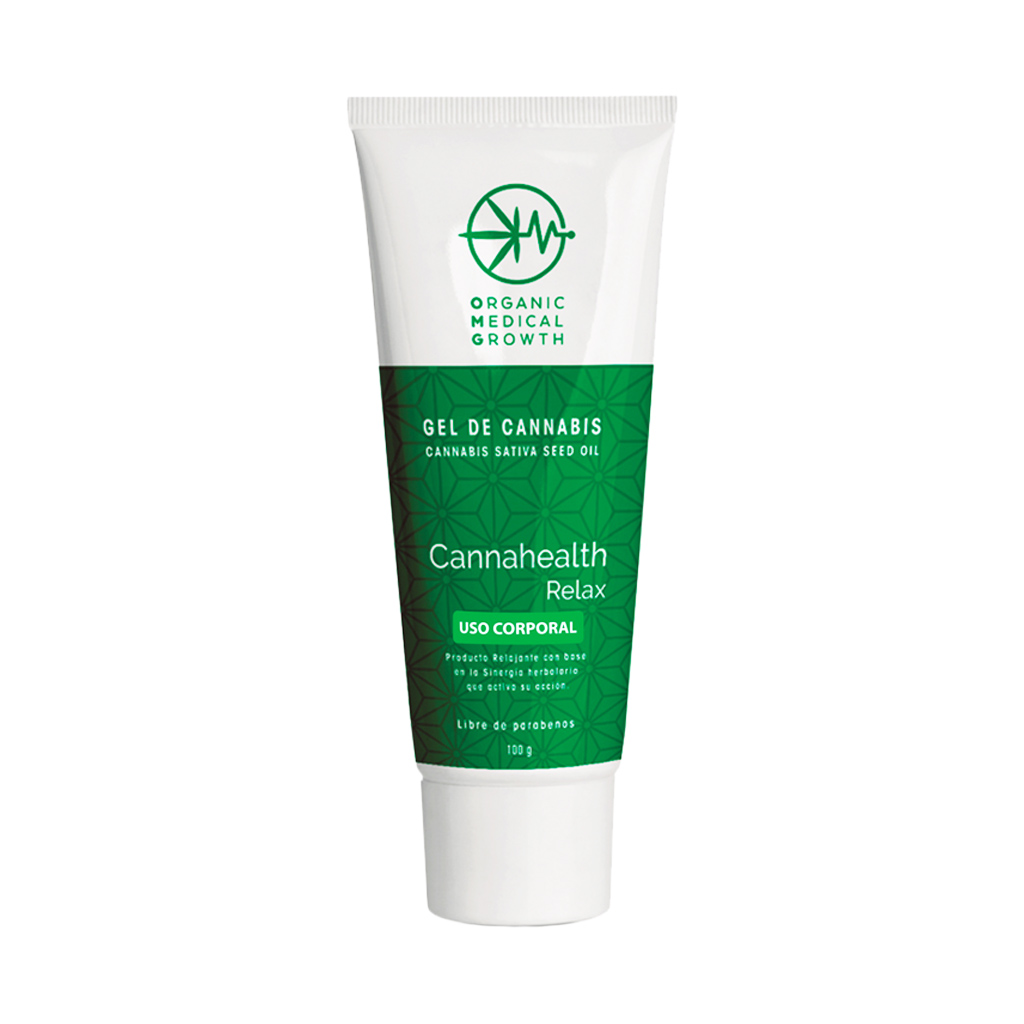 ORGANIC
MEDICAL
GROWTH
GEL DE CANNABIS
CANNABIS SATIVA SEED OIL
Cannahealth
Relax
USO CORPORAL
Producto Relajante con base
en la Sinergia herbolaria
que activa su acción.
Libre de parabenos
100 g